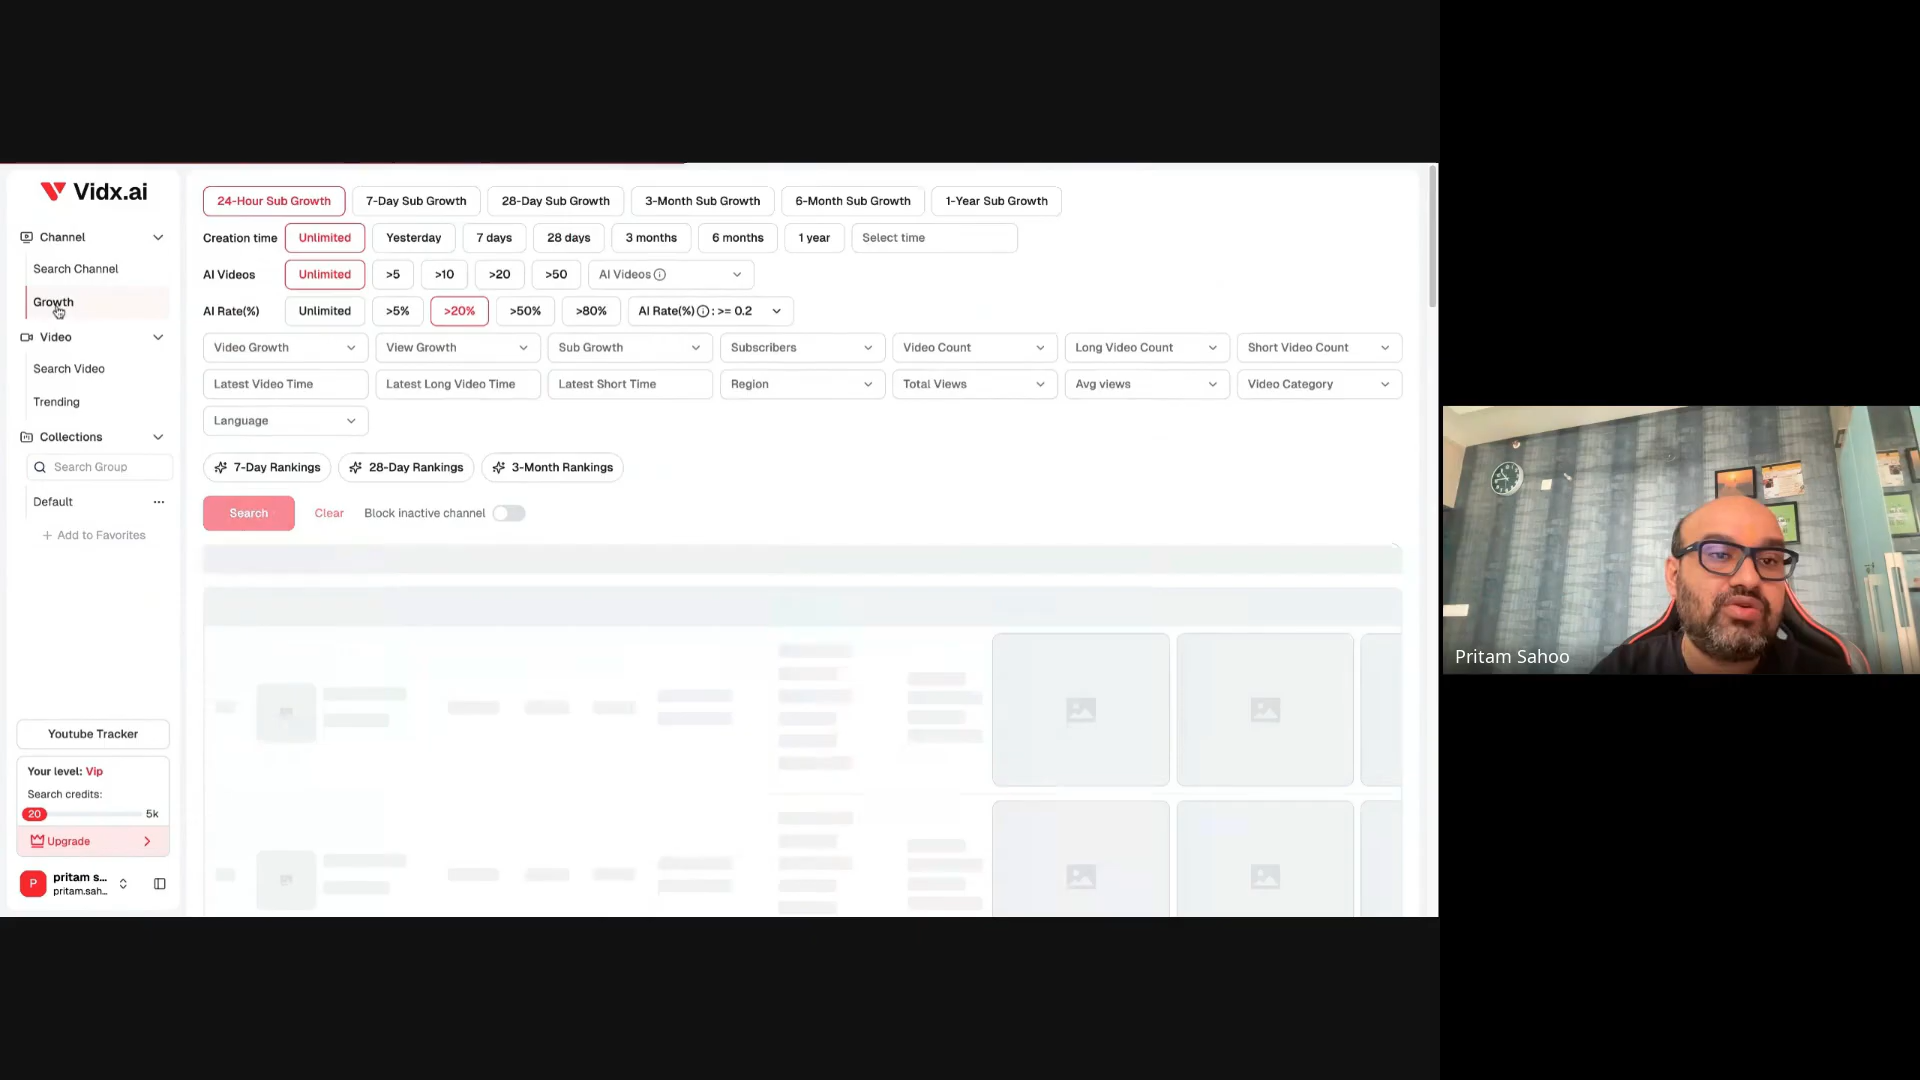 Vidx.ai
Channel
Search Channel
Growth
Video
Search Video
Trending
Collections
Search Group
Default
+ Add to Favorites
Youtube Tracker
Your level: Vip
Search credits:
20 5k
Upgrade
P pritam s...
pritam.sah...
24-Hour Sub Growth 7-Day Sub Growth 28-Day Sub Growth 3-Month Sub Growth 6-Month Sub Growth 1-Year Sub Growth
Creation time Unlimited Yesterday 7 days 28 days 3 months 6 months 1 year Select time
AI Videos Unlimited >5 >10 >20 >50 AI Videos
AI Rate(%) Unlimited >5% >20% >50% >80% AI Rate(%) : >= 0.2
Video Growth View Growth Sub Growth Subscribers Video Count Long Video Count Short Video Count
Latest Video Time Latest Long Video Time Latest Short Time Region Total Views Avg views Video Category
Language
7-Day Rankings 28-Day Rankings 3-Month Rankings
Search Clear Block inactive channel
Pritam Sahoo